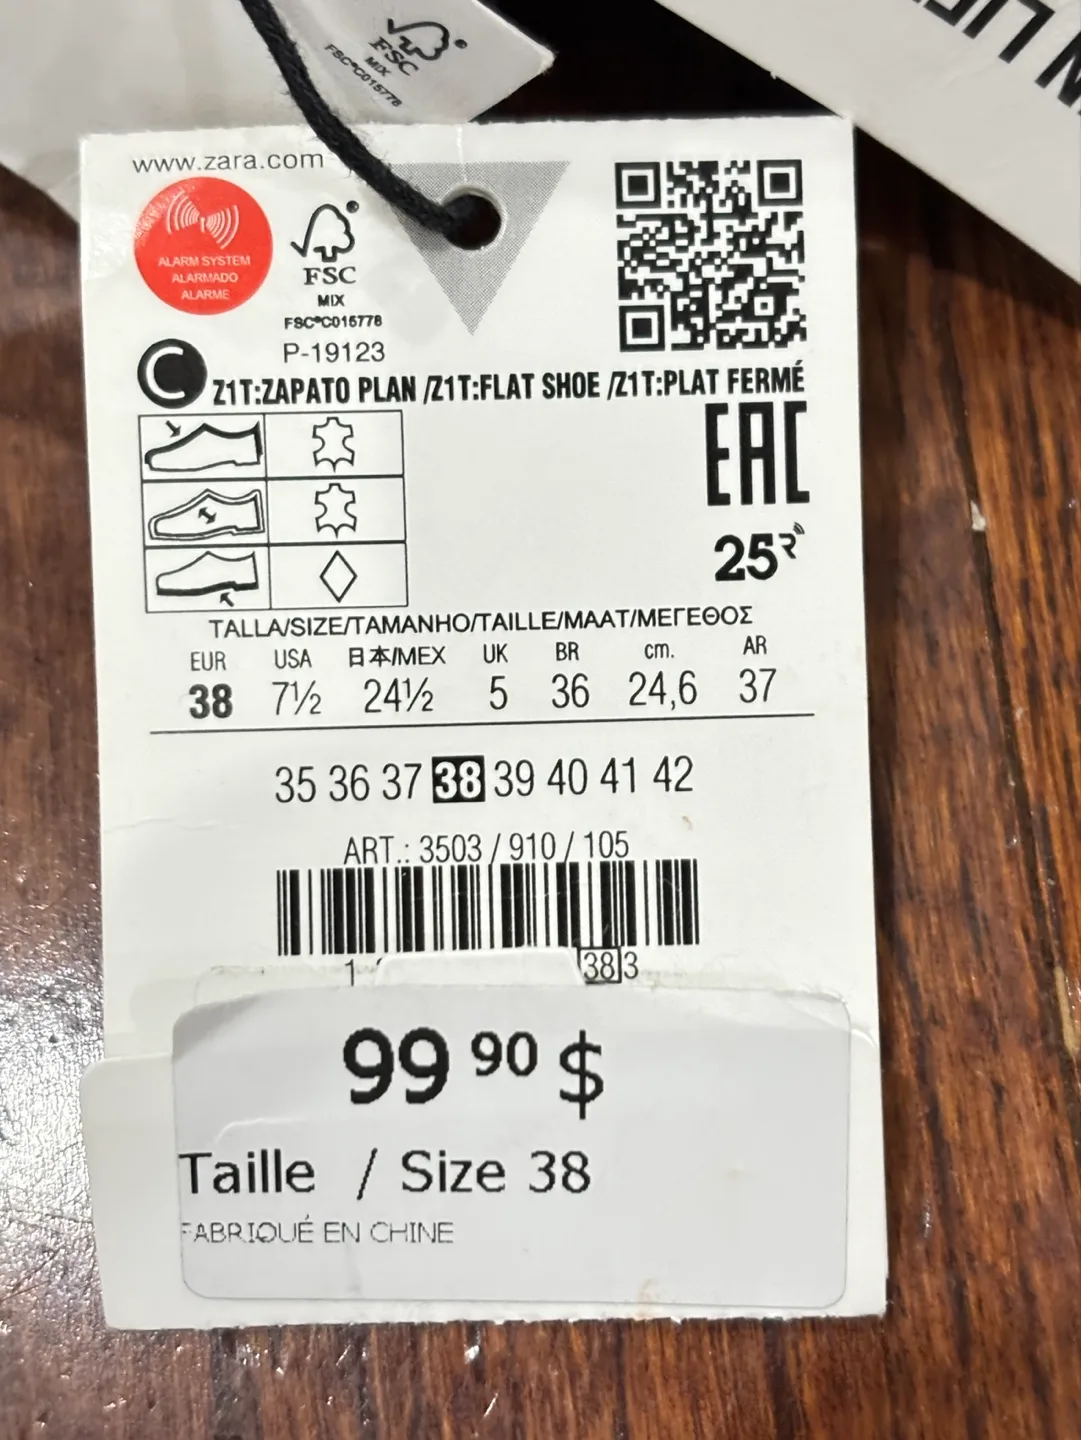 FSC®
MIX
FSC®C015778
www.zara.com
ALARM SYSTEM
ALARMADO
ALARME
FSC®
MIX
FSC®C015778
P-19123
Z1T:ZAPATO PLAN /Z1T:FLAT SHOE /Z1T:PLAT FERMÉ
EAC
25
TALLA/SIZE/TAMANHO/TAILLE/MAAT/ΜΕΓΕΘΟΣ
EUR USA 日本/MEX UK BR cm. AR
38 7½ 24½ 5 36 24,6 37
35 36 37 38 39 40 41 42
ART.: 3503 / 910 / 105
1 38 3
99 90 $
Taille / Size 38
FABRIQUÉ EN CHINE